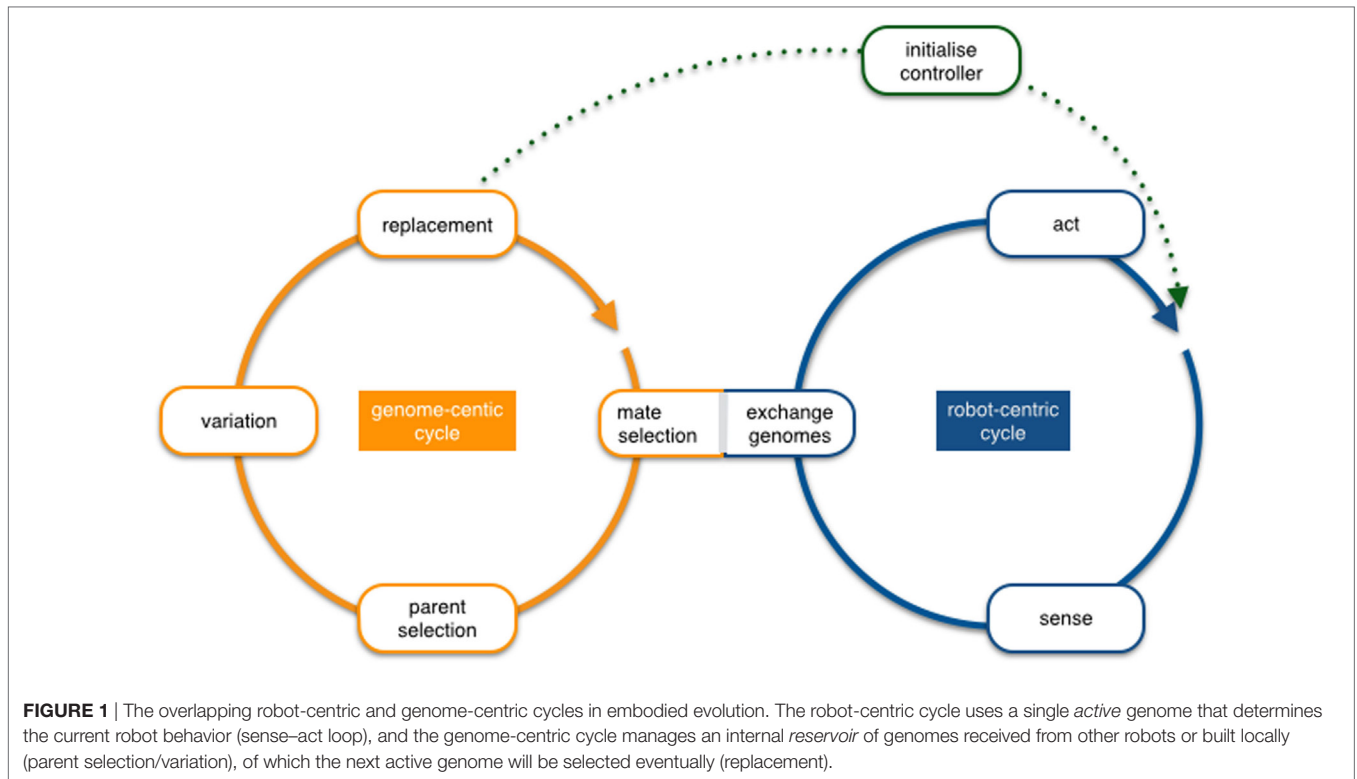 initialise
controller
replacement
act
variation
genome-centic
cycle
mate
selection
exchange
genomes
robot-centric
cycle
parent
selection
sense
FIGURE 1 | The overlapping robot-centric and genome-centric cycles in embodied evolution. The robot-centric cycle uses a single active genome that determines
the current robot behavior (sense–act loop), and the genome-centric cycle manages an internal reservoir of genomes received from other robots or built locally
(parent selection/variation), of which the next active genome will be selected eventually (replacement).